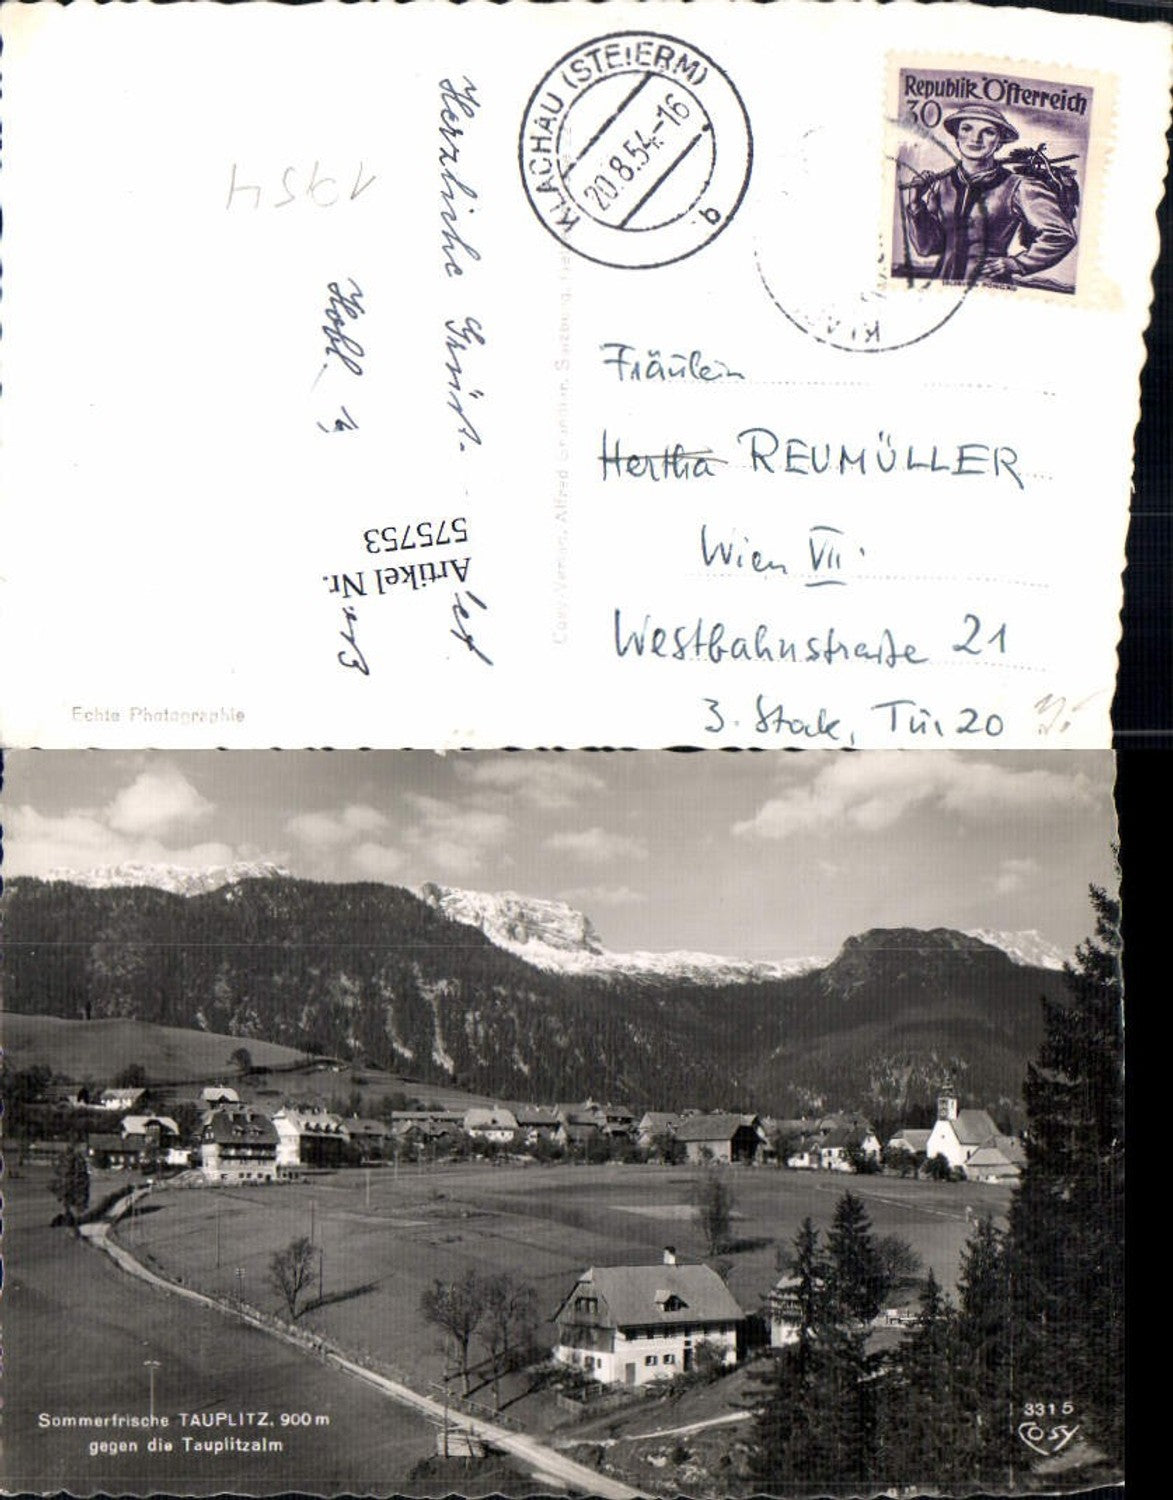 KLACHAU (STEIERM)
20.8.54.-16
b
Republik Österreich
30
1954
Herzliche
Fräulein
Hertha REUMÜLLER
Wien VII.
Westbahnstraße 21
3. Stock, Tür 20
Artikel Nr.
575753
Echte Photographie
Sommerfrische TAUPLITZ, 900 m
gegen die Tauplitzalm
3315
COSY